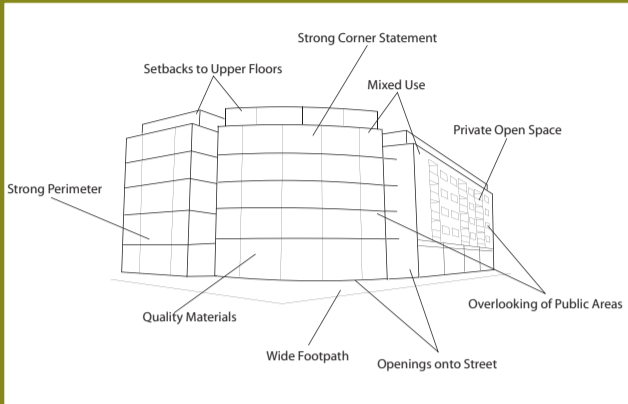 Strong Corner Statement
Setbacks to Upper Floors
Mixed Use
Private Open Space
Strong Perimeter
Overlooking of Public Areas
Quality Materials
Wide Footpath
Openings onto Street